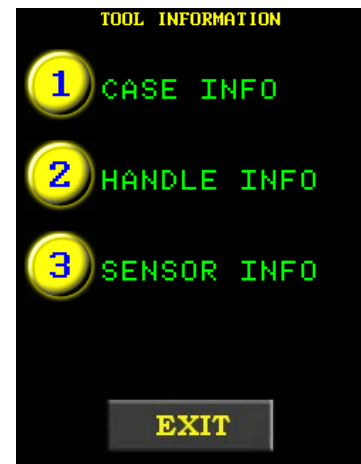 TOOL INFORMATION
1 CASE INFO
2 HANDLE INFO
3 SENSOR INFO
EXIT